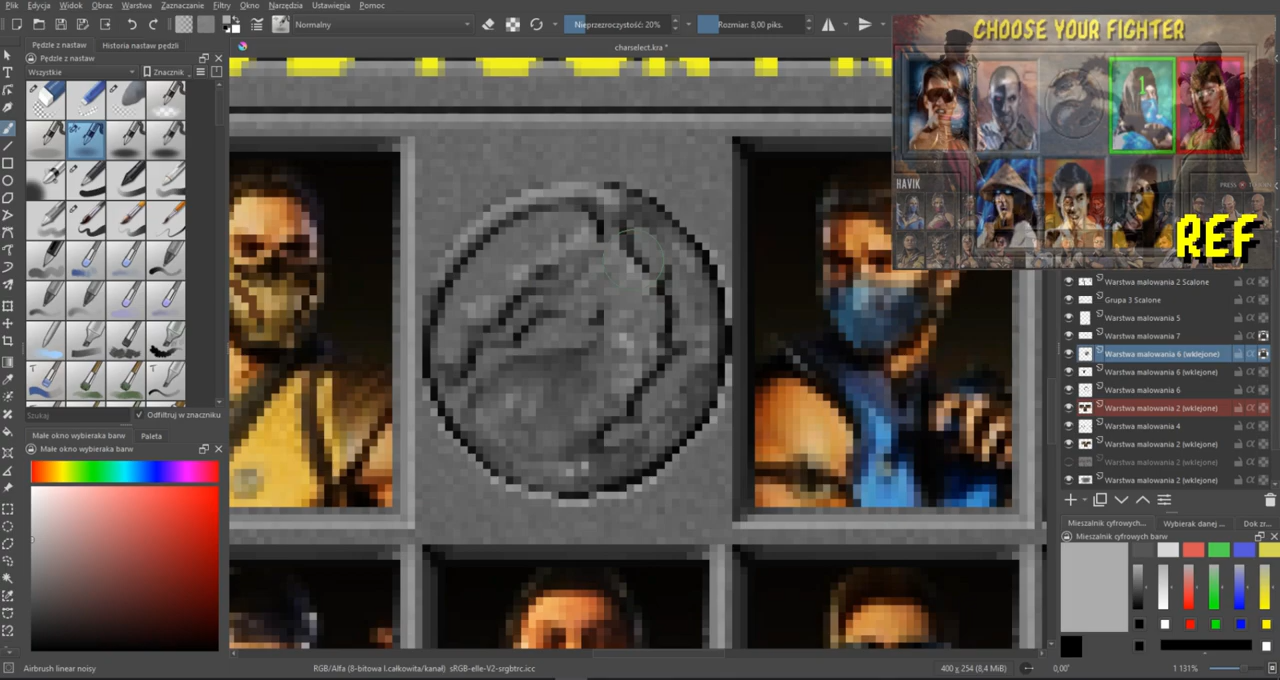 Plik Edycja Widok Obraz Warstwa Zaznaczanie Filtry Okno Narzędzia Ustawienia Pomoc
Normalny
Nieprzezroczystość: 20%
Rozmiar: 8,00 piks.
Pędzle z nastaw
Historia nastaw pędzli
Pędzle z nastaw
Wszystkie
Znacznik
charselect.kra *
CHOOSE YOUR FIGHTER
1
HAVIK
PRESS
REF
Szukaj
Odfiltruj w znaczniku
Małe okno wybieraka barw
Paleta
Małe okno wybieraka barw
Warstwa malowania 2 Scalone
Grupa 3 Scalone
Warstwa malowania 5
Warstwa malowania 7
Warstwa malowania 6 (wklejone)
Warstwa malowania 6 (wklejone)
Warstwa malowania 6
Warstwa malowania 2 (wklejone)
Warstwa malowania 4
Warstwa malowania 2 (wklejone)
Warstwa malowania 2 (wklejone)
Warstwa malowania 2 (wklejone)
Mieszalnik cyfrowych...
Wybierak danej ...
Dok zr...
Mieszalnik cyfrowych barw
Airbrush linear noisy
RGB/Alfa (8-bitowa l.całkowita/kanał) sRGB-elle-V2-srgbtrc.icc
400 x 254 (8,4 MiB)
0,00°
1 131%